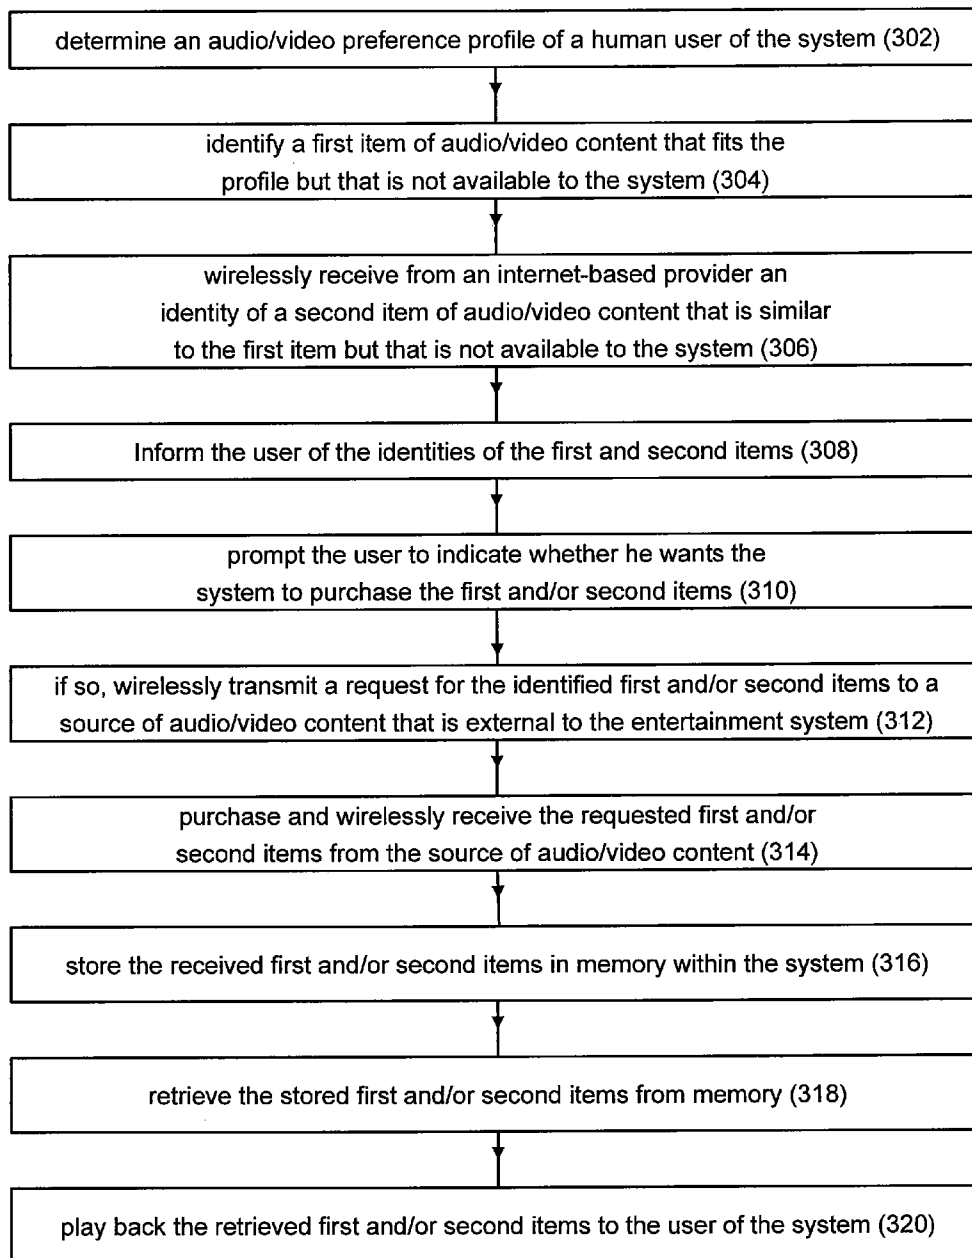 determine an audio/video preference profile of a human user of the system (302)
identify a first item of audio/video content that fits the
profile but that is not available to the system (304)
wirelessly receive from an internet-based provider an
identity of a second item of audio/video content that is similar
to the first item but that is not available to the system (306)
Inform the user of the identities of the first and second items (308)
prompt the user to indicate whether he wants the
system to purchase the first and/or second items (310)
if so, wirelessly transmit a request for the identified first and/or second items to a
source of audio/video content that is external to the entertainment system (312)
purchase and wirelessly receive the requested first and/or
second items from the source of audio/video content (314)
store the received first and/or second items in memory within the system (316)
retrieve the stored first and/or second items from memory (318)
play back the retrieved first and/or second items to the user of the system (320)